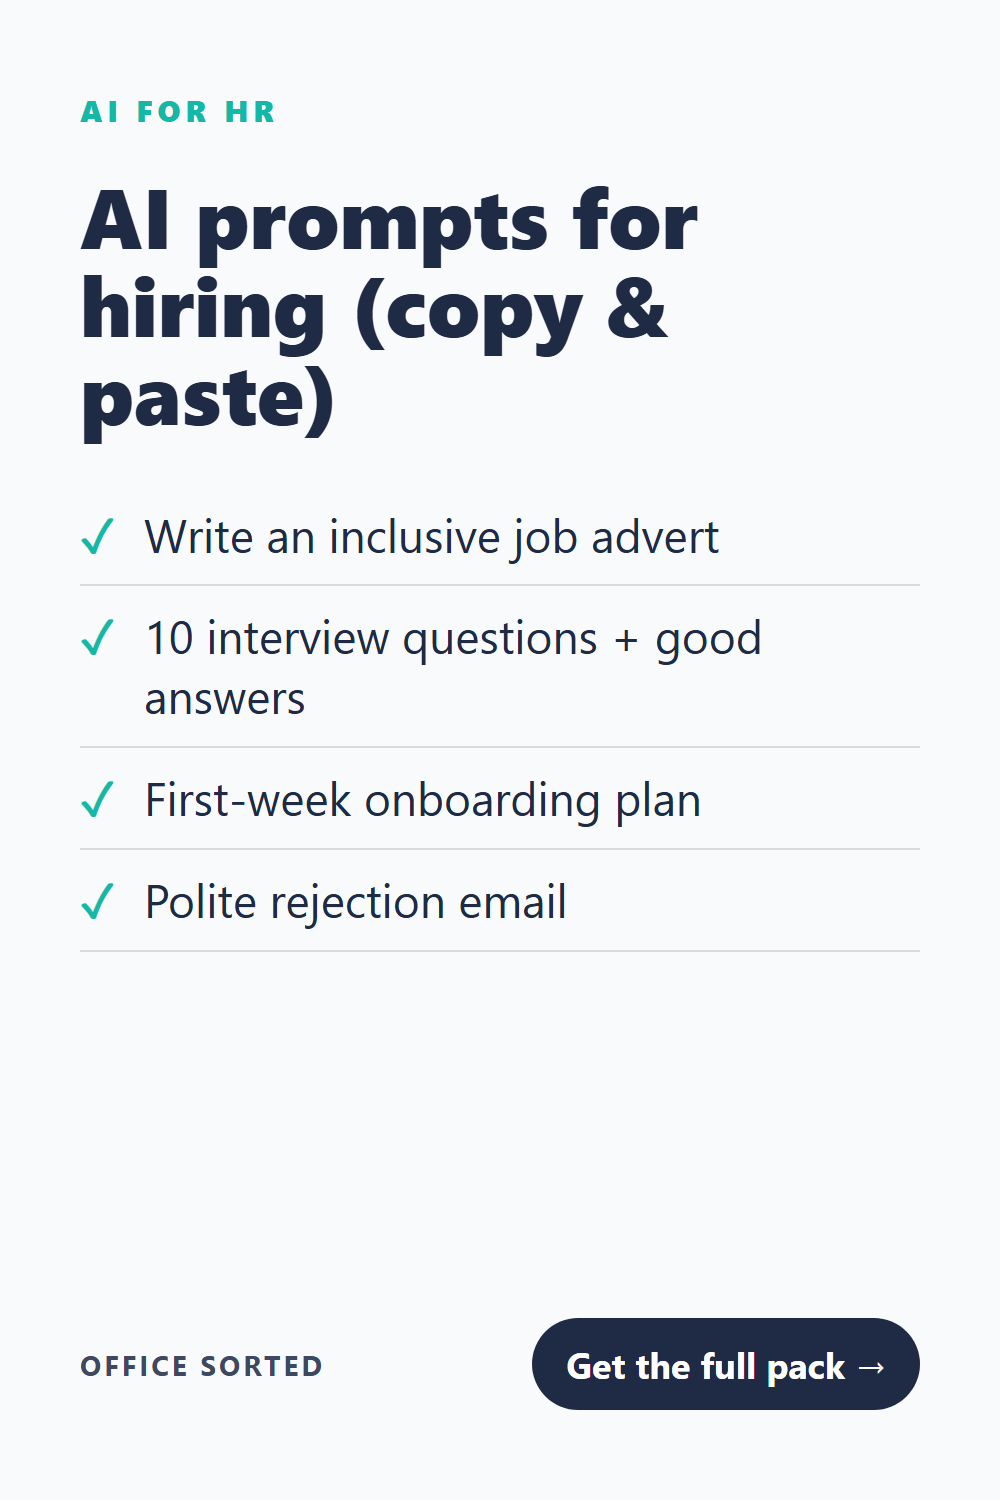 AI FOR HR
AI prompts for
hiring (copy &
paste)
✓ Write an inclusive job advert
✓ 10 interview questions + good
answers
✓ First-week onboarding plan
✓ Polite rejection email
OFFICE SORTED
Get the full pack →